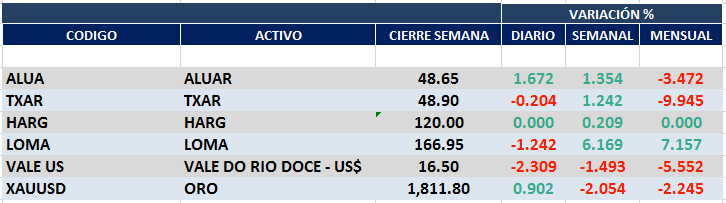 VARIACIÓN %
CODIGO ACTIVO CIERRE SEMANA DIARIO SEMANAL MENSUAL
ALUA ALUAR 48.65 1.672 1.354 -3.472
TXAR TXAR 48.90 -0.204 1.242 -9.945
HARG HARG 120.00 0.000 0.209 0.000
LOMA LOMA 166.95 -1.242 6.169 7.157
VALE US VALE DO RIO DOCE - US$ 16.50 -2.309 -1.493 -5.552
XAUUSD ORO 1,811.80 0.902 -2.054 -2.245